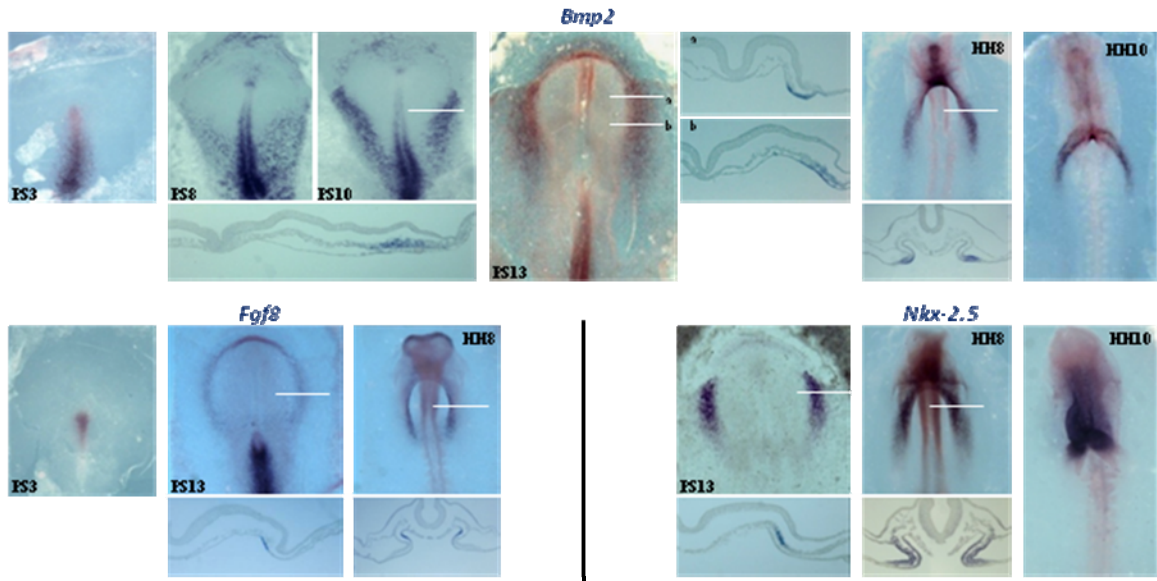 Bmp2
PS3
PS8
PS10
PS13
a
b
a
b
HH8
HH10
Fgf8
PS3
PS13
HH8
Nkx-2.5
PS13
HH8
HH10